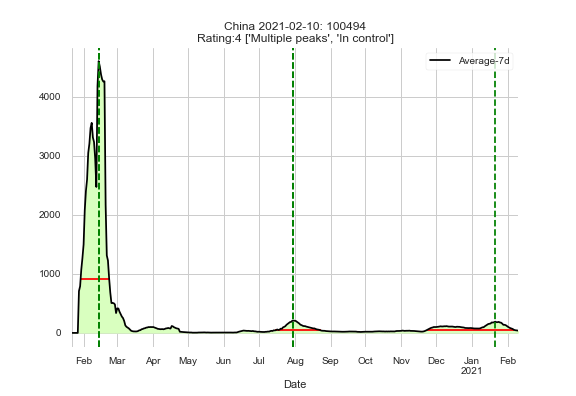 China 2021-02-10: 100494
Rating:4 ['Multiple peaks', 'In control']
Average-7d
4000
3000
2000
1000
0
Feb Mar Apr May Jun Jul Aug Sep Oct Nov Dec Jan Feb
2021
Date